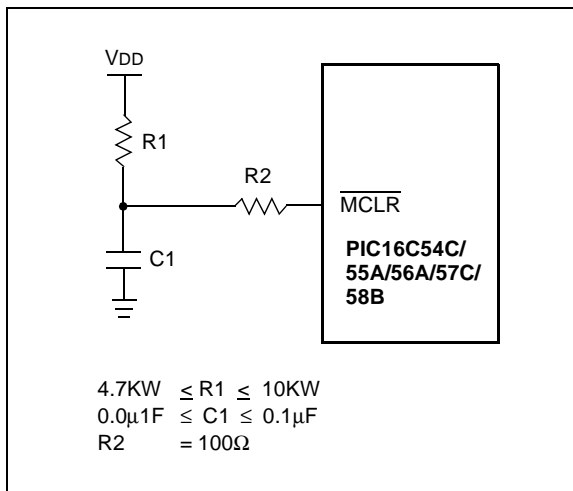 VDD
R1
R2
MCLR
C1
PIC16C54C/
55A/56A/57C/
58B
4.7KW ≤ R1 ≤ 10KW
0.0µ1F ≤ C1 ≤ 0.1µF
R2 = 100Ω